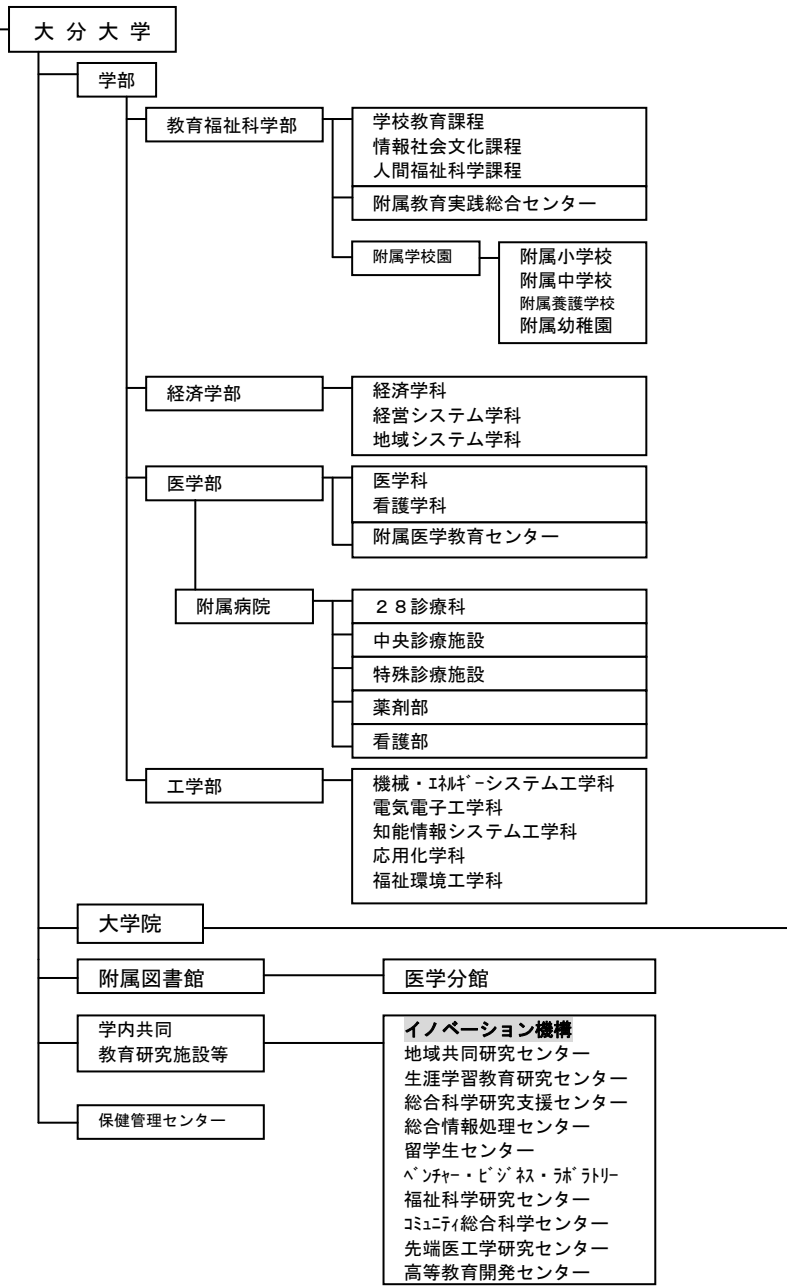 大 分 大 学
学部
教育福祉科学部
学校教育課程
情報社会文化課程
人間福祉科学課程
附属教育実践総合センター
附属学校園
附属小学校
附属中学校
附属養護学校
附属幼稚園
経済学部
経済学科
経営システム学科
地域システム学科
医学部
医学科
看護学科
附属医学教育センター
附属病院
２８診療科
中央診療施設
特殊診療施設
薬剤部
看護部
工学部
機械・ｴﾈﾙｷﾞｰシステム工学科
電気電子工学科
知能情報システム工学科
応用化学科
福祉環境工学科
大学院
附属図書館
医学分館
学内共同
教育研究施設等
イノベーション機構
地域共同研究センター
生涯学習教育研究センター
総合科学研究支援センター
総合情報処理センター
留学生センター
ﾍﾞﾝﾁｬｰ・ﾋﾞｼﾞﾈｽ・ﾗﾎﾞﾗﾄﾘｰ
福祉科学研究センター
ｺﾐｭﾆﾃｨ総合科学センター
先端医工学研究センター
高等教育開発センター
保健管理センター